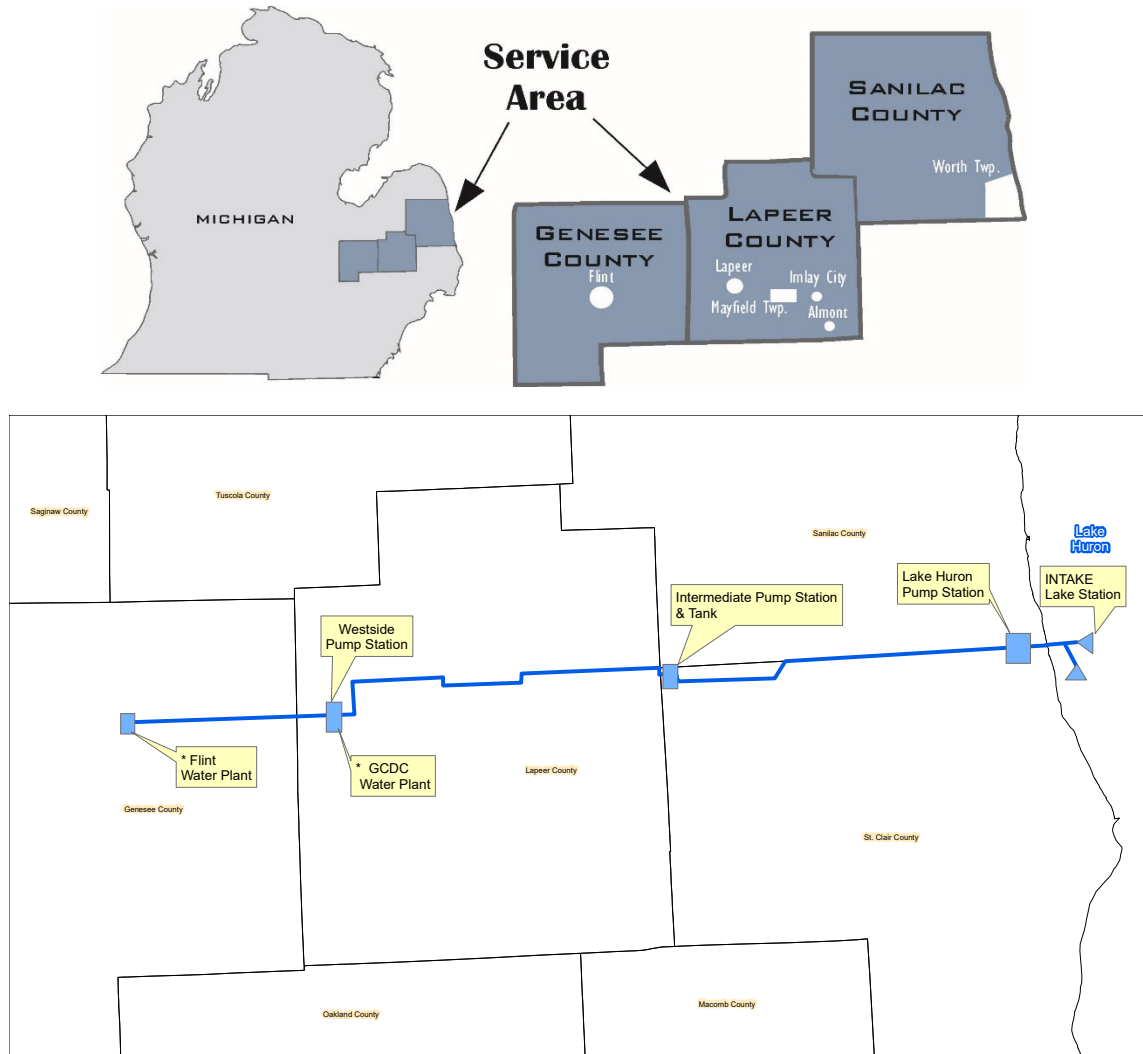 Service
Area
MICHIGAN
SANILAC
COUNTY
Worth Twp.
GENESEE
COUNTY
Flint
LAPEER
COUNTY
Lapeer
Imlay City
Mayfield Twp.
Almont
Saginaw County
Tuscola County
Sanilac County
Lake
Huron
Lake Huron
Pump Station
INTAKE
Lake Station
Intermediate Pump Station
& Tank
Westside
Pump Station
* Flint
Water Plant
* GCDC
Water Plant
Lapeer County
Genesee County
St. Clair County
Macomb County
Oakland County